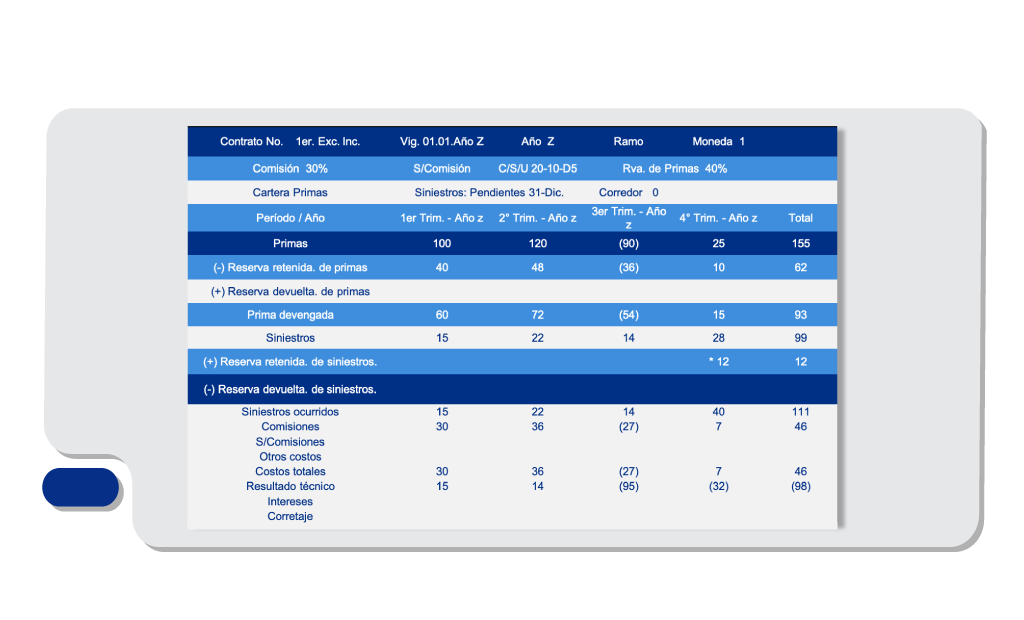 Contrato No. 1er. Exc. Inc. Vig. 01.01.Año Z Año Z Ramo Moneda 1
Comisión 30% S/Comisión C/S/U 20-10-D5 Rva. de Primas 40%
Cartera Primas Siniestros: Pendientes 31-Dic. Corredor 0
Período / Año 1er Trim. - Año z 2° Trim. - Año z 3er Trim. - Año z 4° Trim. - Año z Total
Primas 100 120 (90) 25 155
(-) Reserva retenida. de primas 40 48 (36) 10 62
(+) Reserva devuelta. de primas
Prima devengada 60 72 (54) 15 93
Siniestros 15 22 14 28 99
(+) Reserva retenida. de siniestros. * 12 12
(-) Reserva devuelta. de siniestros.
Siniestros ocurridos 15 22 14 40 111
Comisiones 30 36 (27) 7 46
S/Comisiones
Otros costos
Costos totales 30 36 (27) 7 46
Resultado técnico 15 14 (95) (32) (98)
Intereses
Corretaje